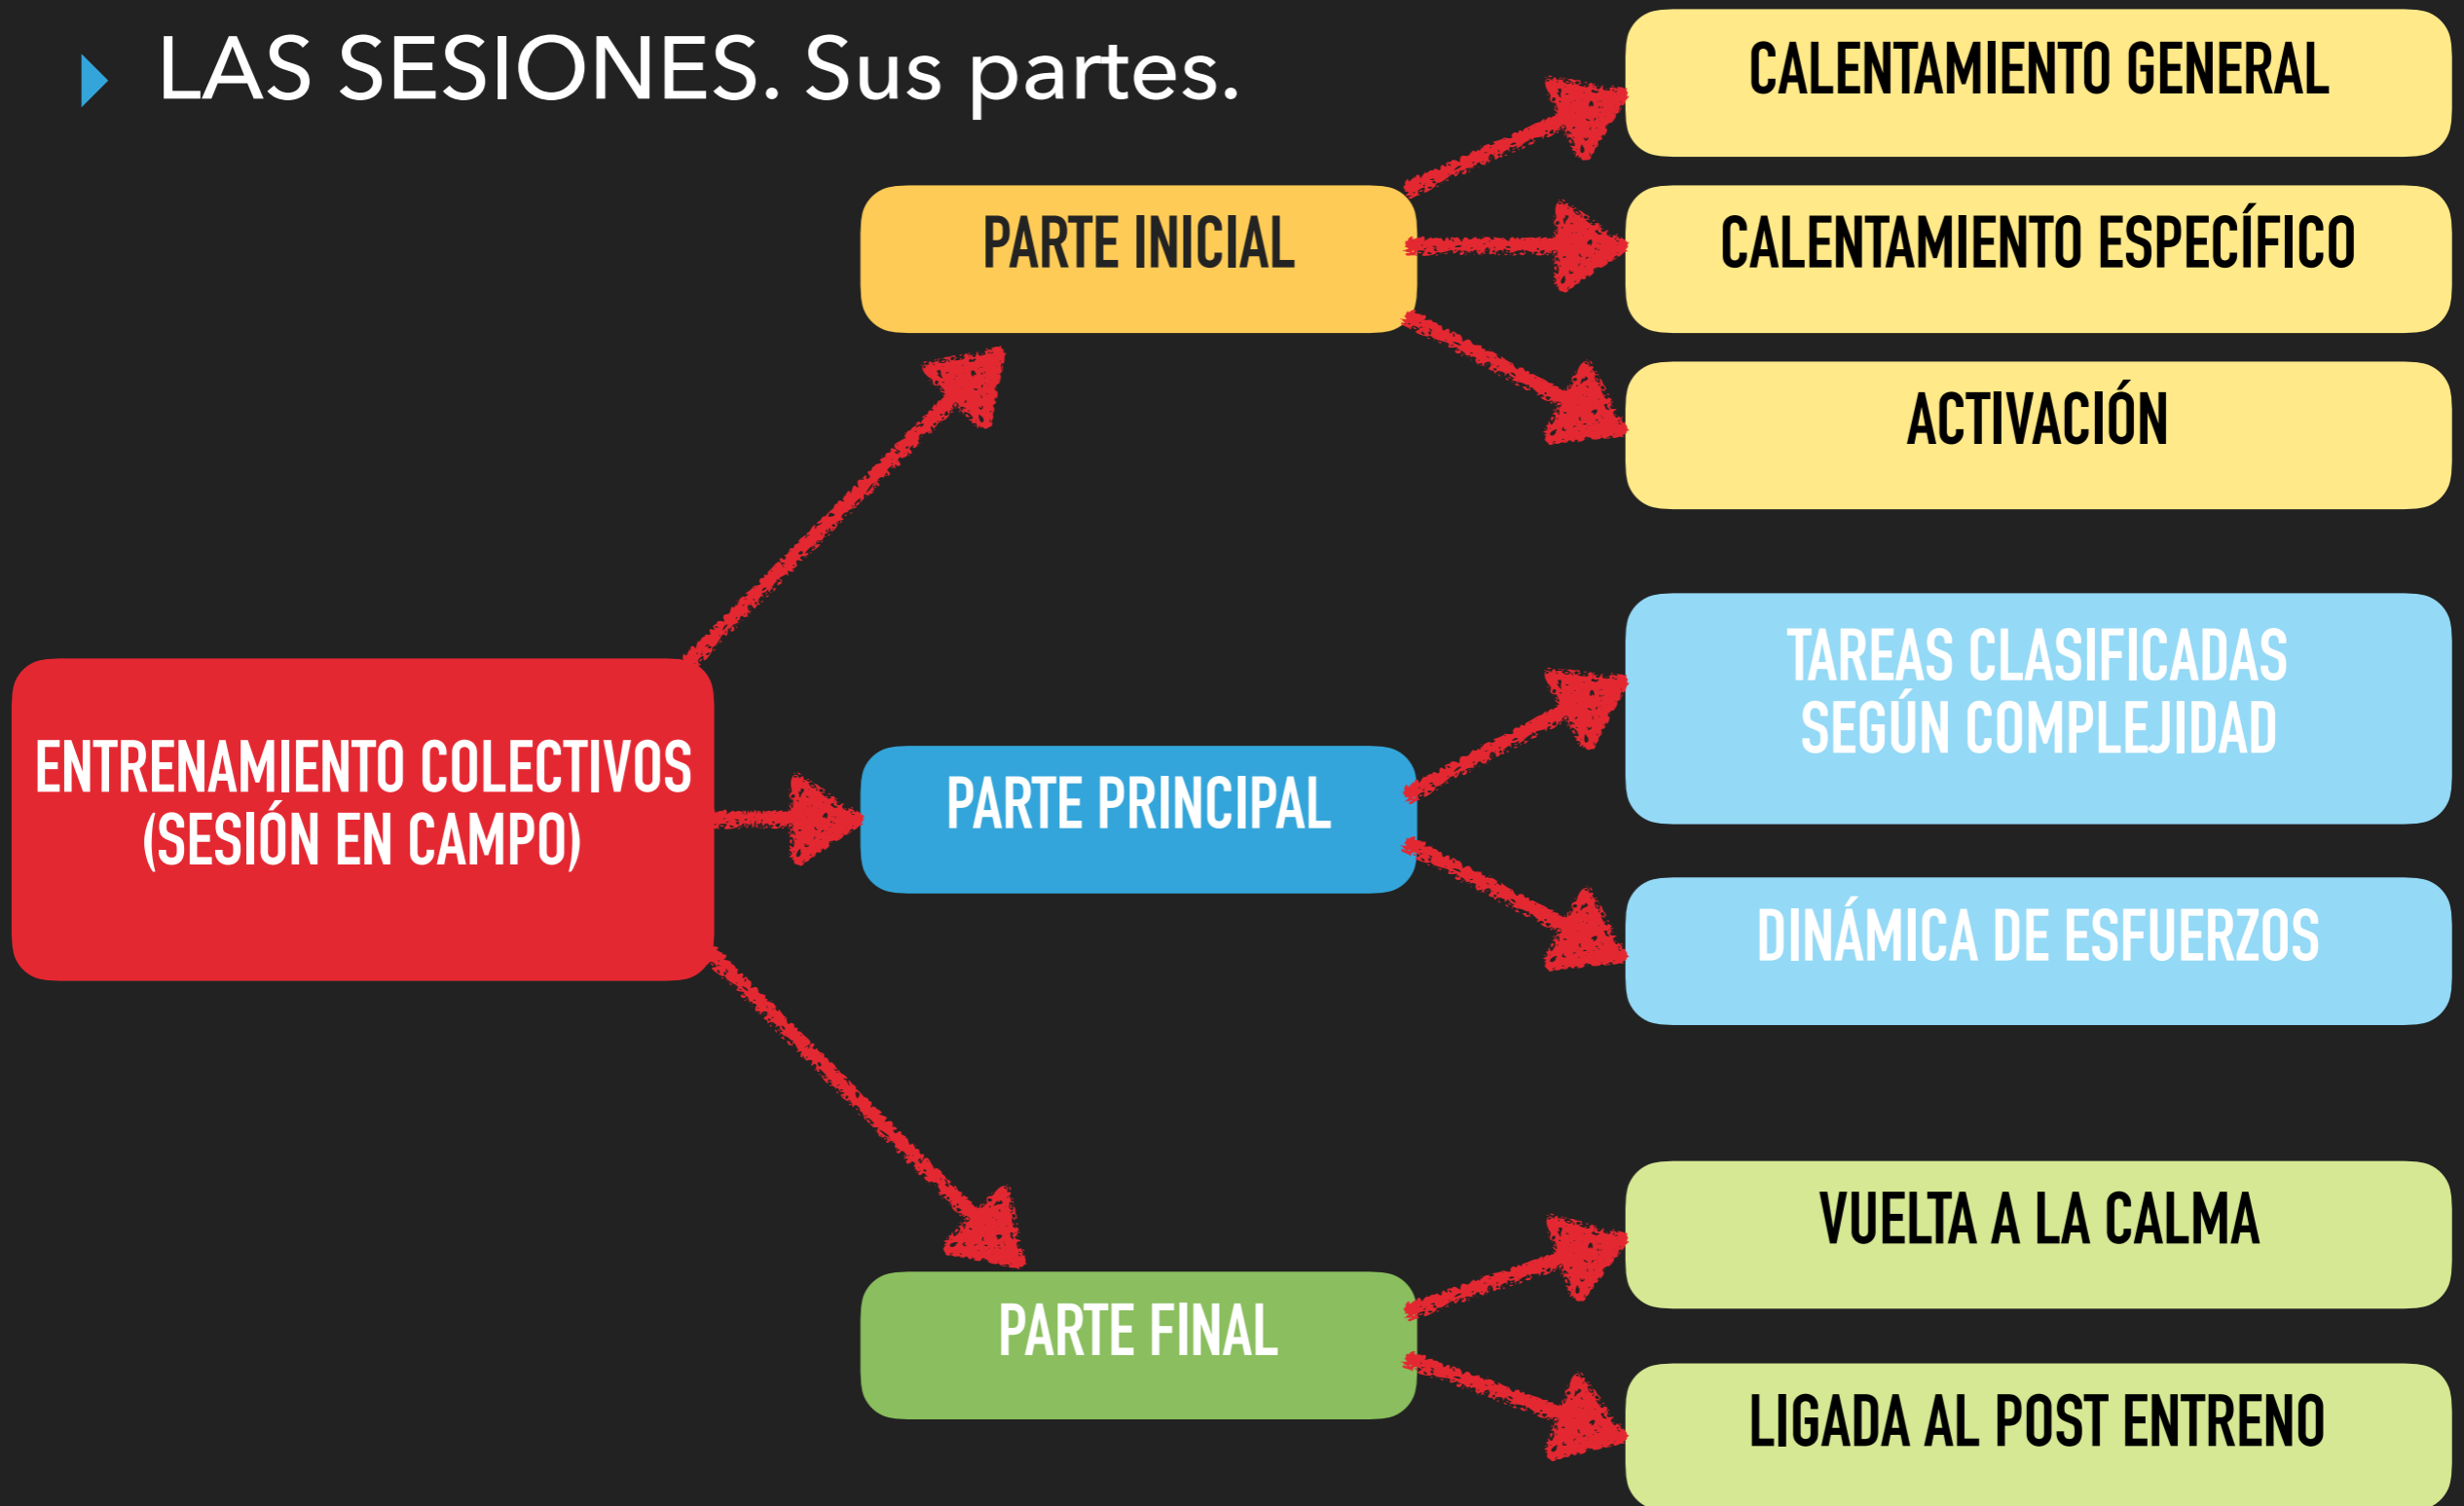 LAS SESIONES. Sus partes.
ENTRENAMIENTO COLECTIVOS
(SESIÓN EN CAMPO)
PARTE INICIAL
CALENTAMIENTO GENERAL
CALENTAMIENTO ESPECÍFICO
ACTIVACIÓN
PARTE PRINCIPAL
TAREAS CLASIFICADAS
SEGÚN COMPLEJIDAD
DINÁMICA DE ESFUERZOS
PARTE FINAL
VUELTA A LA CALMA
LIGADA AL POST ENTRENO